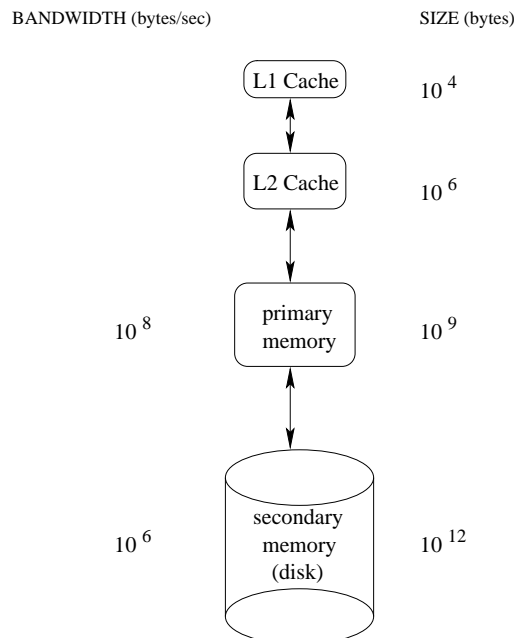 BANDWIDTH (bytes/sec)
SIZE (bytes)
L1 Cache
10 4
L2 Cache
10 6
10 8
primary
memory
10 9
10 6
secondary
memory
(disk)
10 12